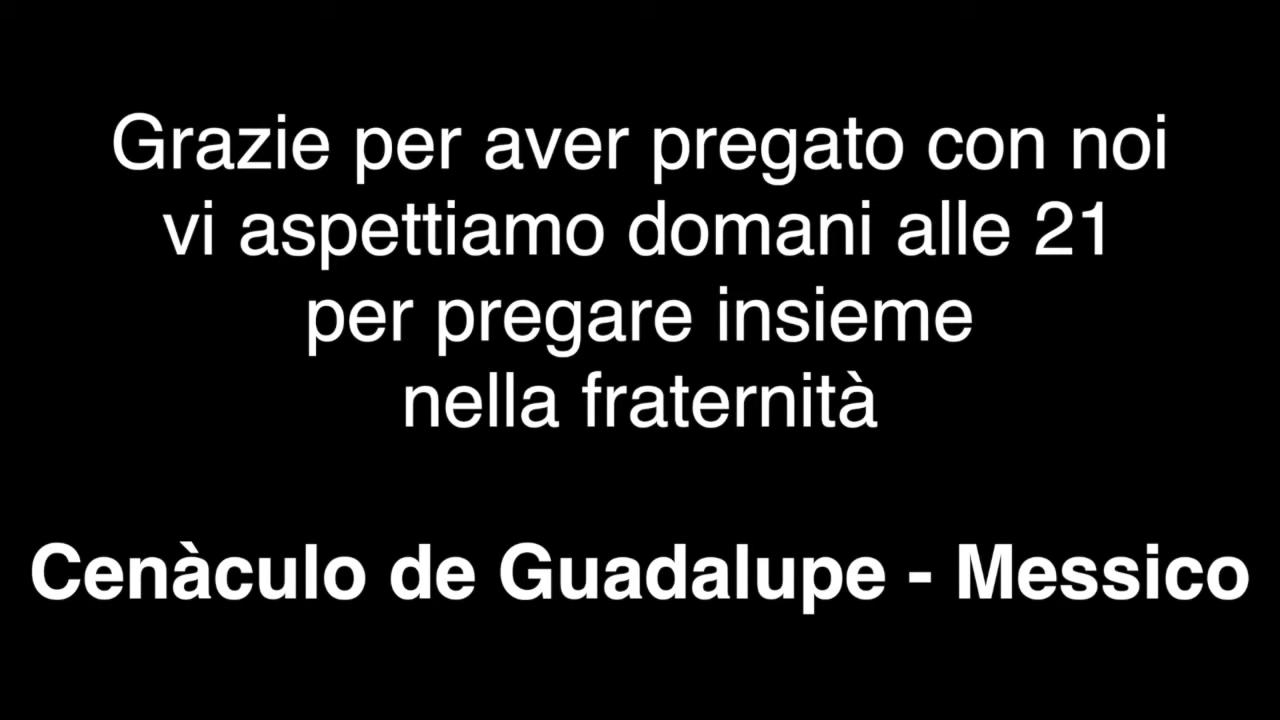 Grazie per aver pregato con noi
vi aspettiamo domani alle 21
per pregare insieme
nella fraternità
Cenàculo de Guadalupe - Messico